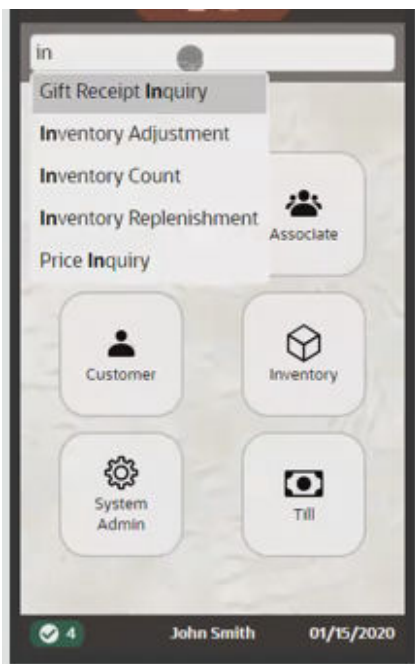 in
Gift Receipt Inquiry
Inventory Adjustment
Inventory Count
Inventory Replenishment
Price Inquiry
Associate
Customer
Inventory
System
Admin
Till
4
John Smith
01/15/2020